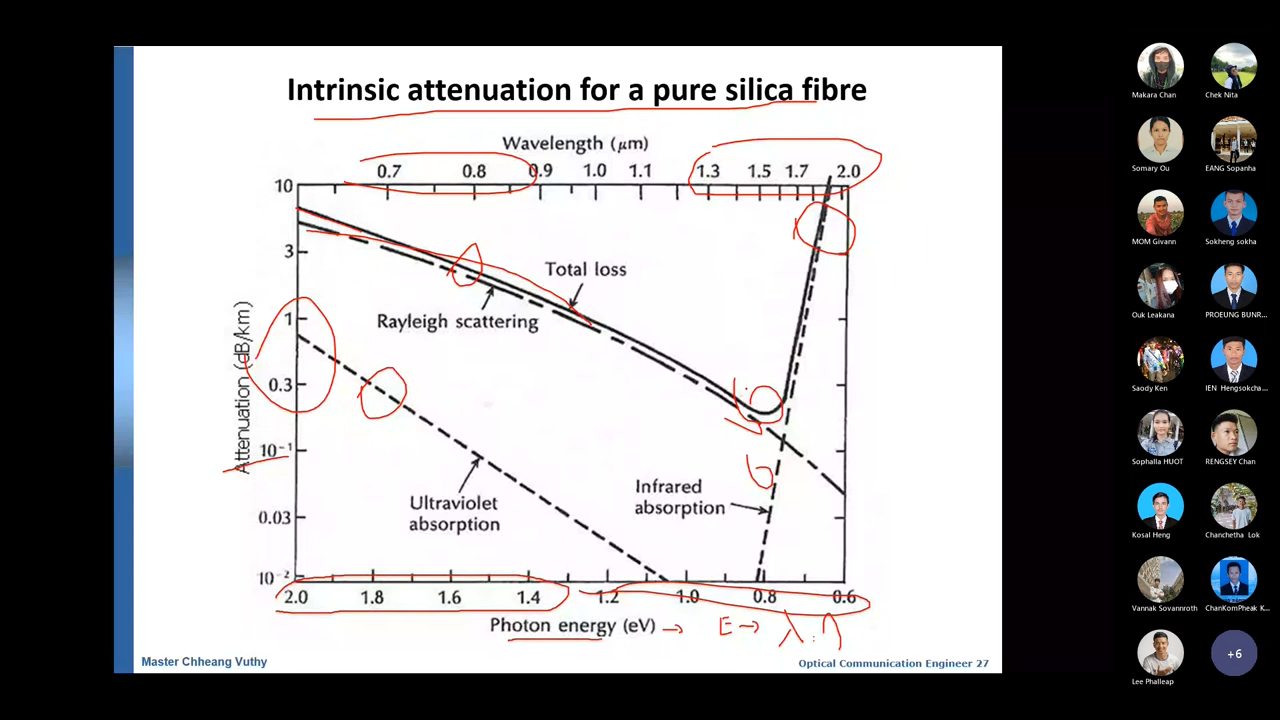 Intrinsic attenuation for a pure silica fibre
Wavelength (μm)
0.7 0.8 0.9 1.0 1.1 1.3 1.5 1.7 2.0
10
3
1
0.3
10⁻¹
0.03
10⁻²
Attenuation (dB/km)
Total loss
Rayleigh scattering
Ultraviolet
absorption
Infrared
absorption
2.0 1.8 1.6 1.4 1.2 1.0 0.8 0.6
Photon energy (eV) → E → λ
Master Chheang Vuthy
Optical Communication Engineer 27
Makara Chan
Chek Nita
Somary Ou
EANG Sopanha
MOM Givann
Sokheng sokha
Ouk Leakana
PROEUNG BUNR...
Saody Ken
IEN Hengsokcha...
Sophalla HUOT
RENGSEY Chan
Kosal Heng
Chanchetha Lok
Vannak Sovannroth
ChanKomPheak K...
Lee Phalleap
+6